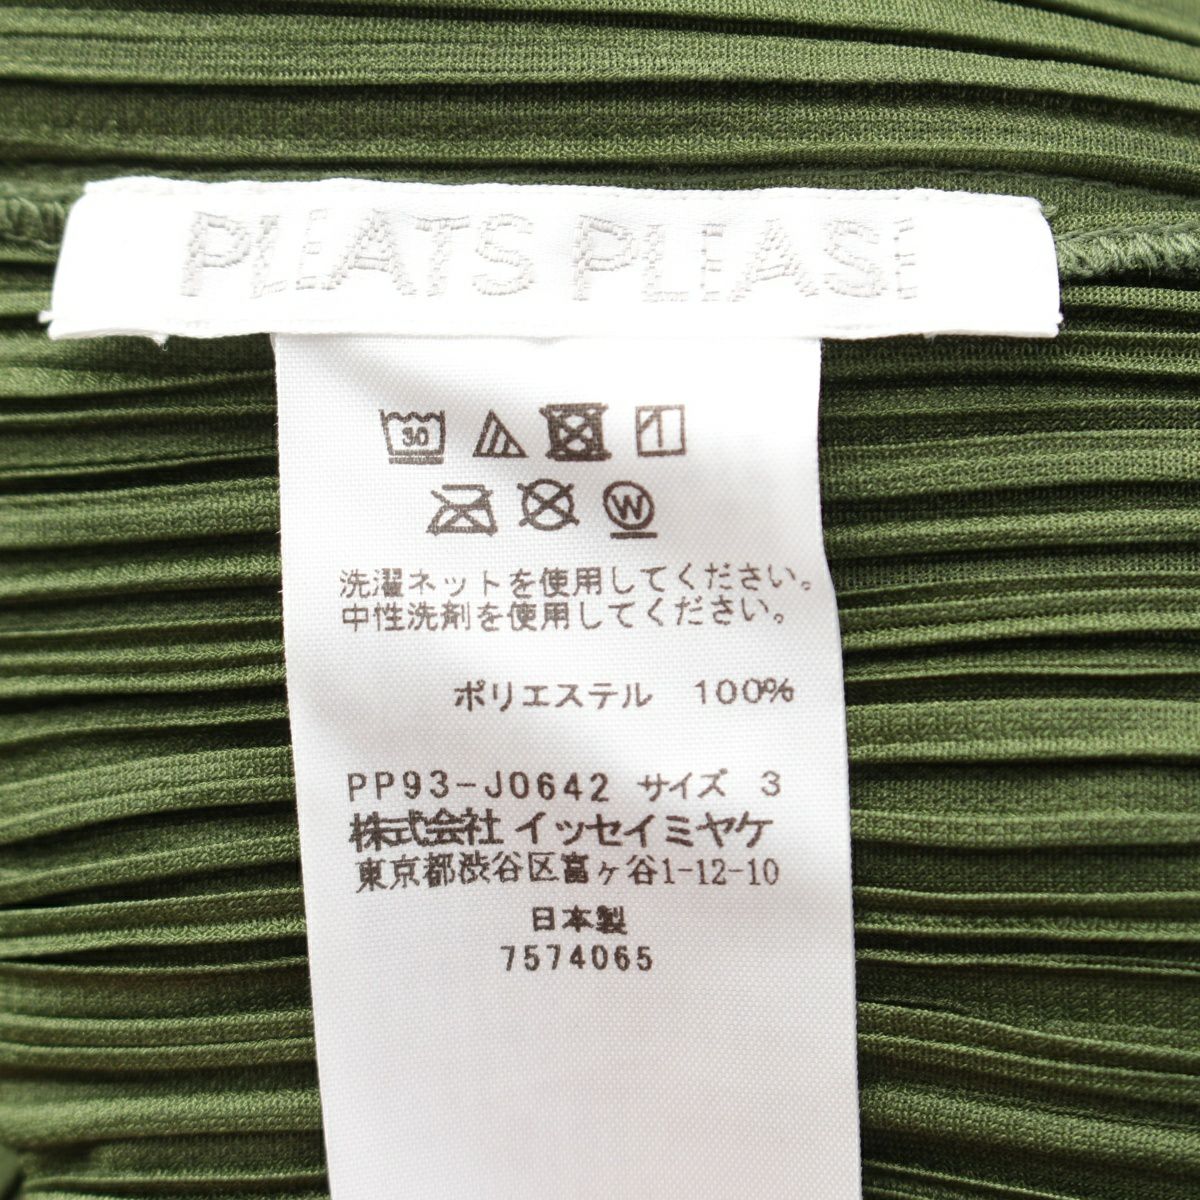 PLEATS PLEASE
30
W
洗濯ネットを使用してください。
中性洗剤を使用してください。
ポリエステル 100%
PP93-J0642 サイズ 3
株式会社 イッセイミヤケ
東京都渋谷区富ヶ谷1-12-10
日本製
7574065